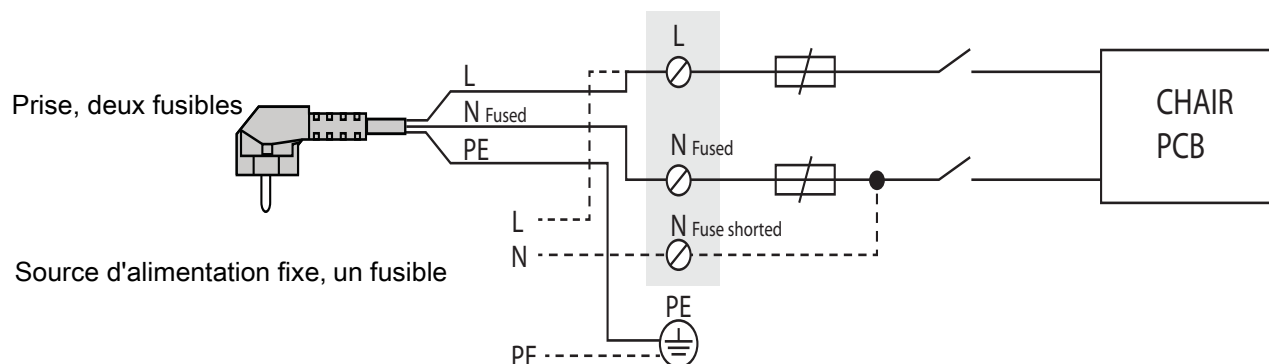 L
Prise, deux fusibles
L
N Fused
PE
N Fused
CHAIR
PCB
L
N Fuse shorted
N
Source d'alimentation fixe, un fusible
PE
PE